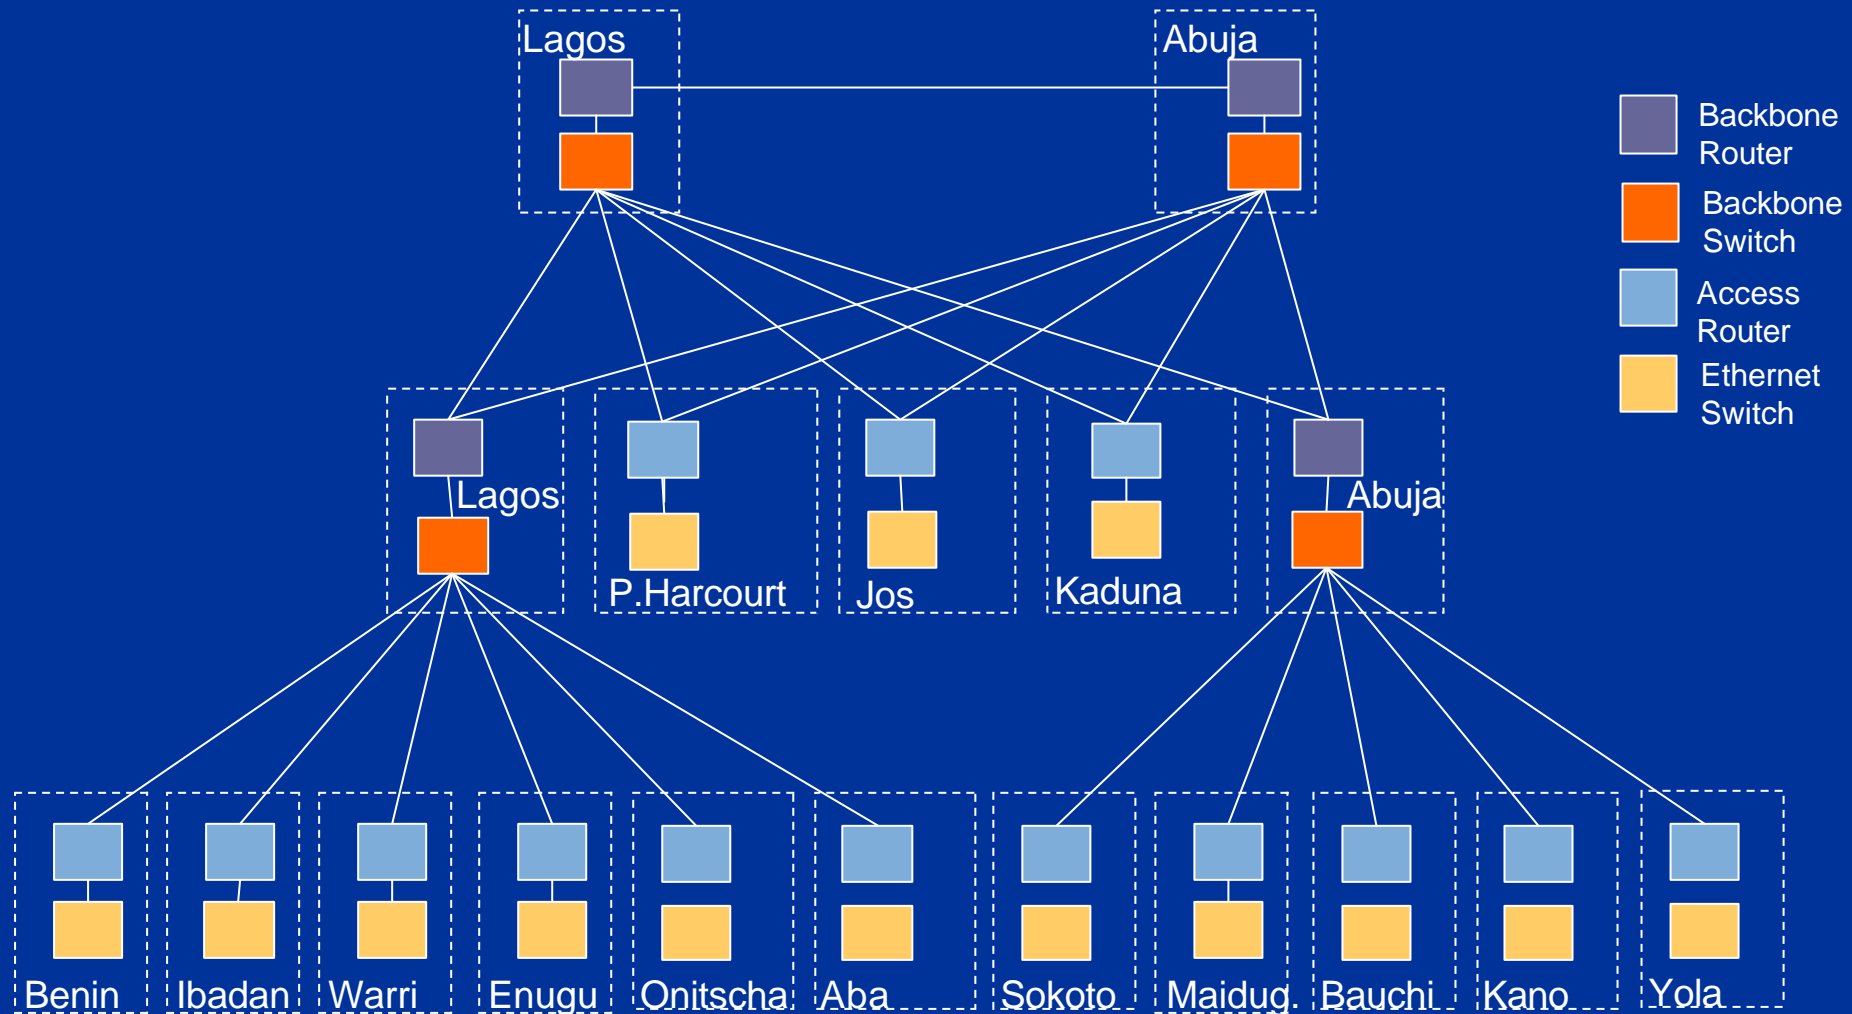 Lagos
Abuja
Backbone
Router
Backbone
Switch
Access
Router
Ethernet
Switch
Lagos
P.Harcourt
Jos
Kaduna
Abuja
Benin
Ibadan
Warri
Enugu
Onitscha
Aba
Sokoto
Maidug.
Bauchi
Kano
Yola